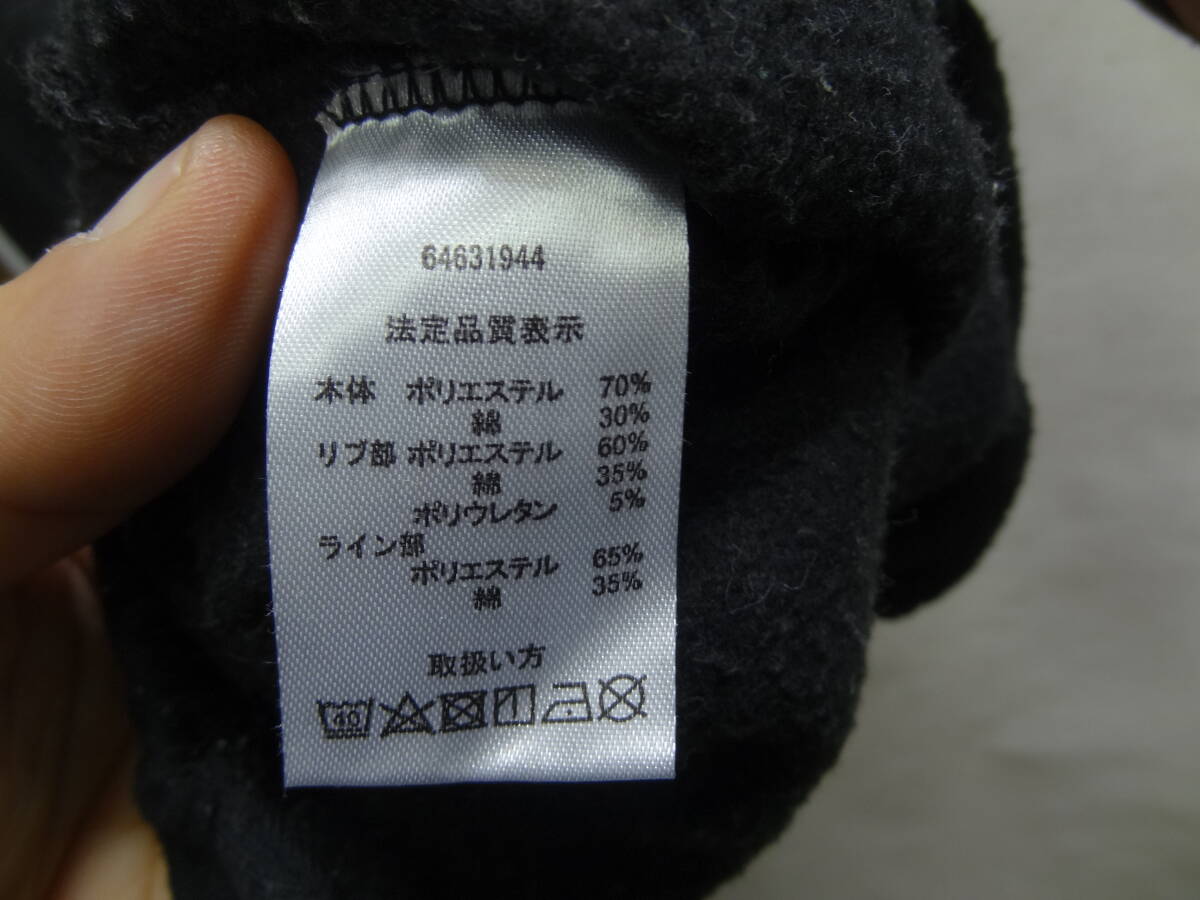 64631944
法定品質表示
本体 ポリエステル 70%
綿 30%
リブ部 ポリエステル 60%
綿 35%
ポリウレタン 5%
ライン部
ポリエステル 65%
綿 35%
取扱い方
40